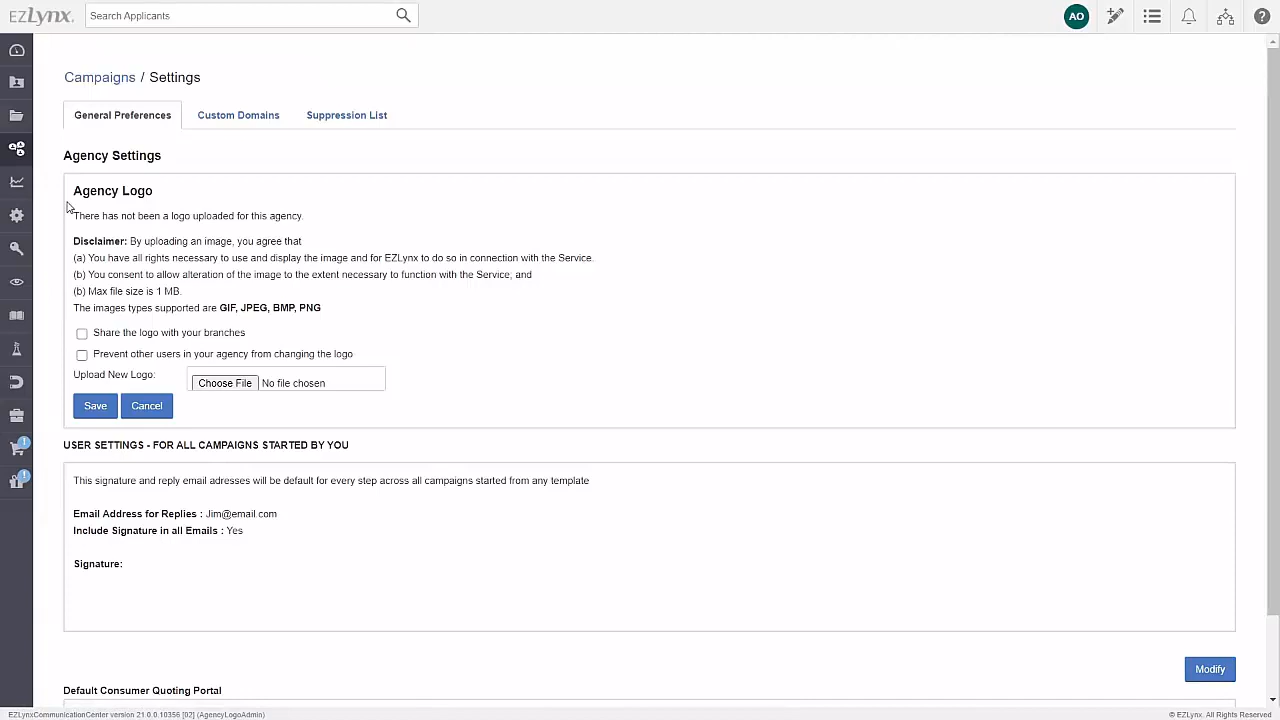 EZLynx.
Search Applicants
AO
Campaigns / Settings
General Preferences
Custom Domains
Suppression List
Agency Settings
Agency Logo
There has not been a logo uploaded for this agency.
Disclaimer: By uploading an image, you agree that
(a) You have all rights necessary to use and display the image and for EZLynx to do so in connection with the Service.
(b) You consent to allow alteration of the image to the extent necessary to function with the Service; and
(b) Max file size is 1 MB.
The images types supported are GIF, JPEG, BMP, PNG
Share the logo with your branches
Prevent other users in your agency from changing the logo
Upload New Logo:
Choose File No file chosen
Save
Cancel
USER SETTINGS - FOR ALL CAMPAIGNS STARTED BY YOU
This signature and reply email adresses will be default for every step across all campaigns started from any template
Email Address for Replies : Jim@email.com
Include Signature in all Emails : Yes
Signature:
Modify
Default Consumer Quoting Portal
EZLynxCommunicationCenter version 21.0.0.10356 [02] (AgencyLogoAdmin)
© EZLynx. All Rights Reserved